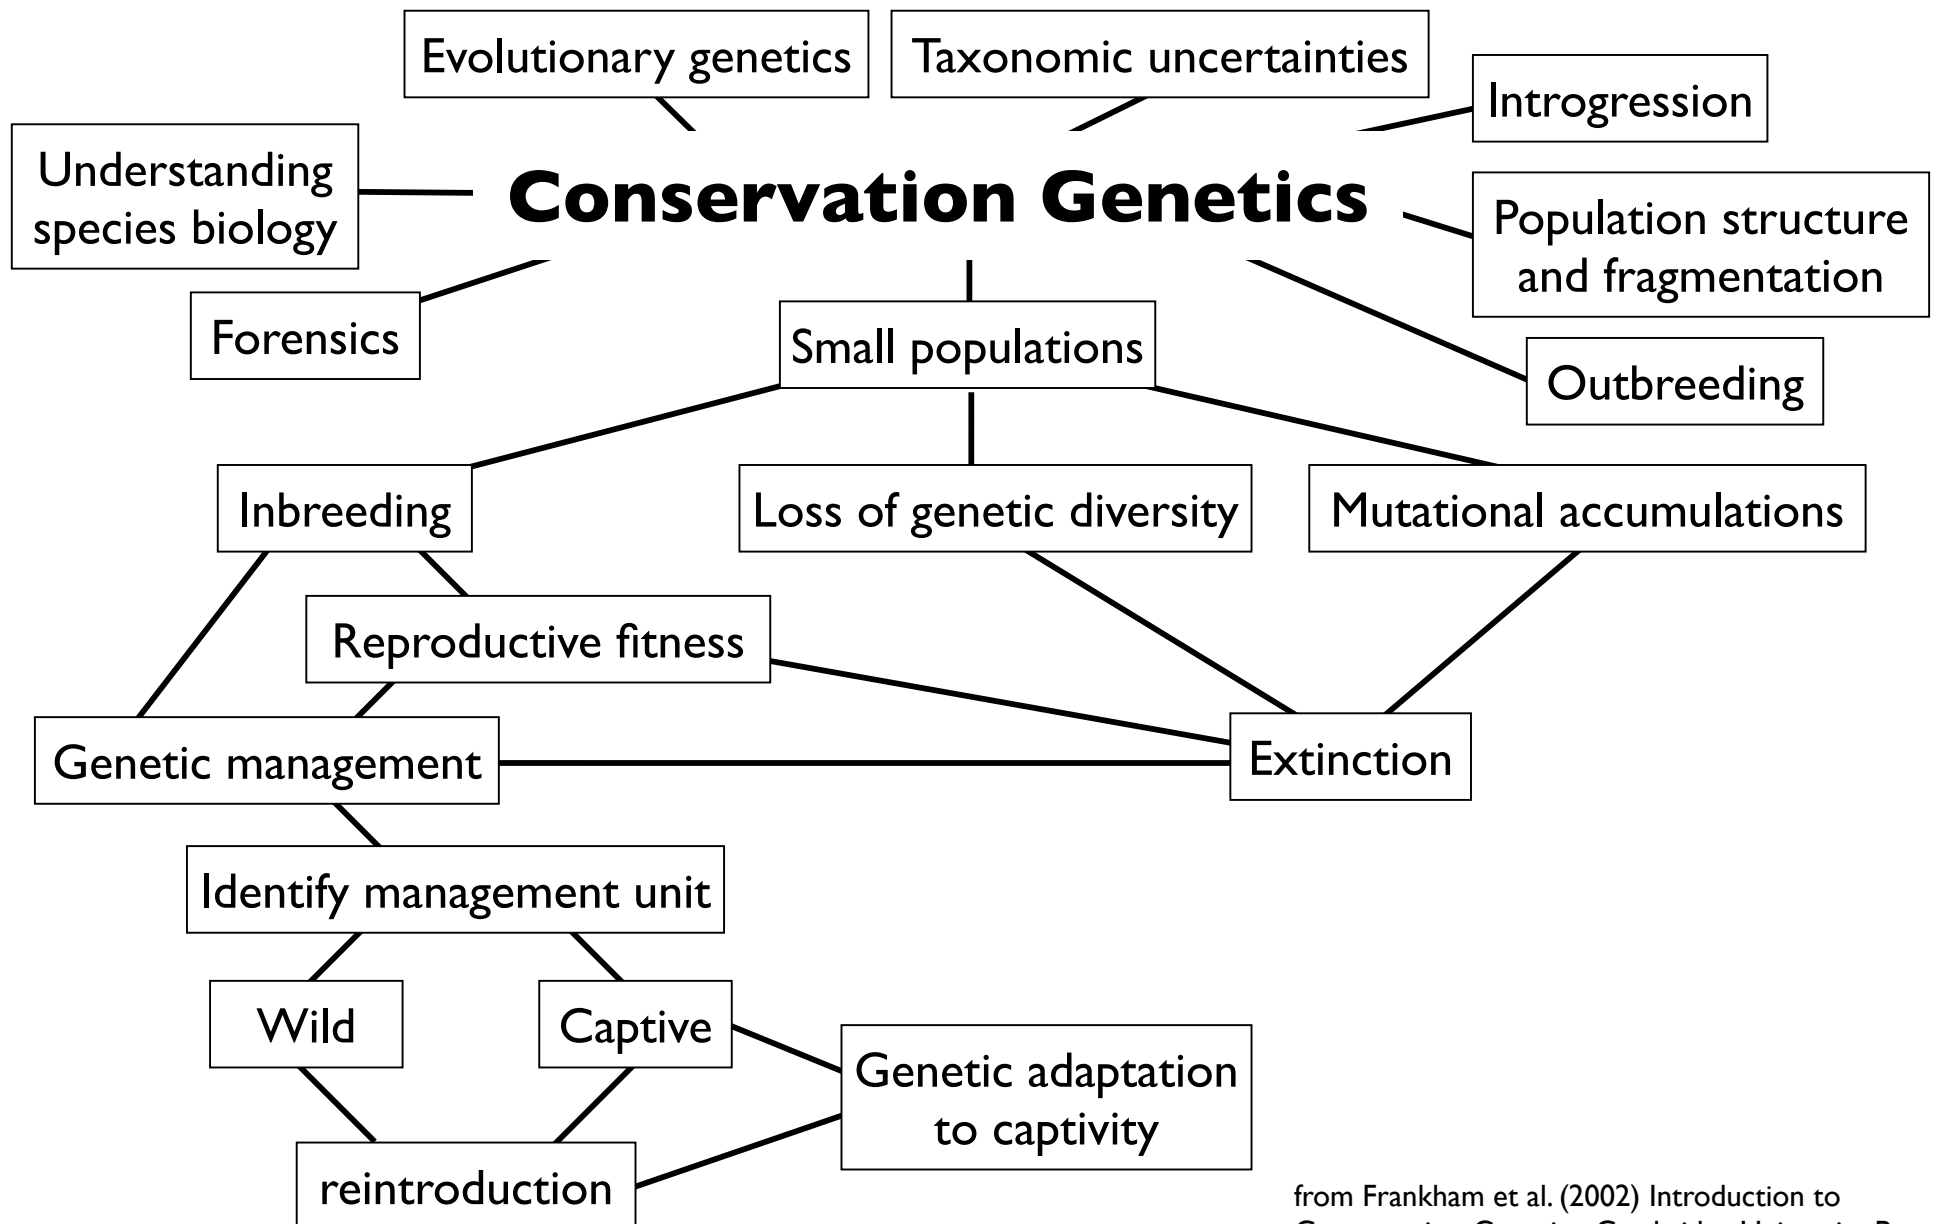 Evolutionary genetics
Taxonomic uncertainties
Introgression
Understanding
species biology
Conservation Genetics
Population structure
and fragmentation
Forensics
Small populations
Outbreeding
Inbreeding
Loss of genetic diversity
Mutational accumulations
Reproductive fitness
Genetic management
Extinction
Identify management unit
Wild
Captive
Genetic adaptation
to captivity
reintroduction
from Frankham et al. (2002) Introduction to